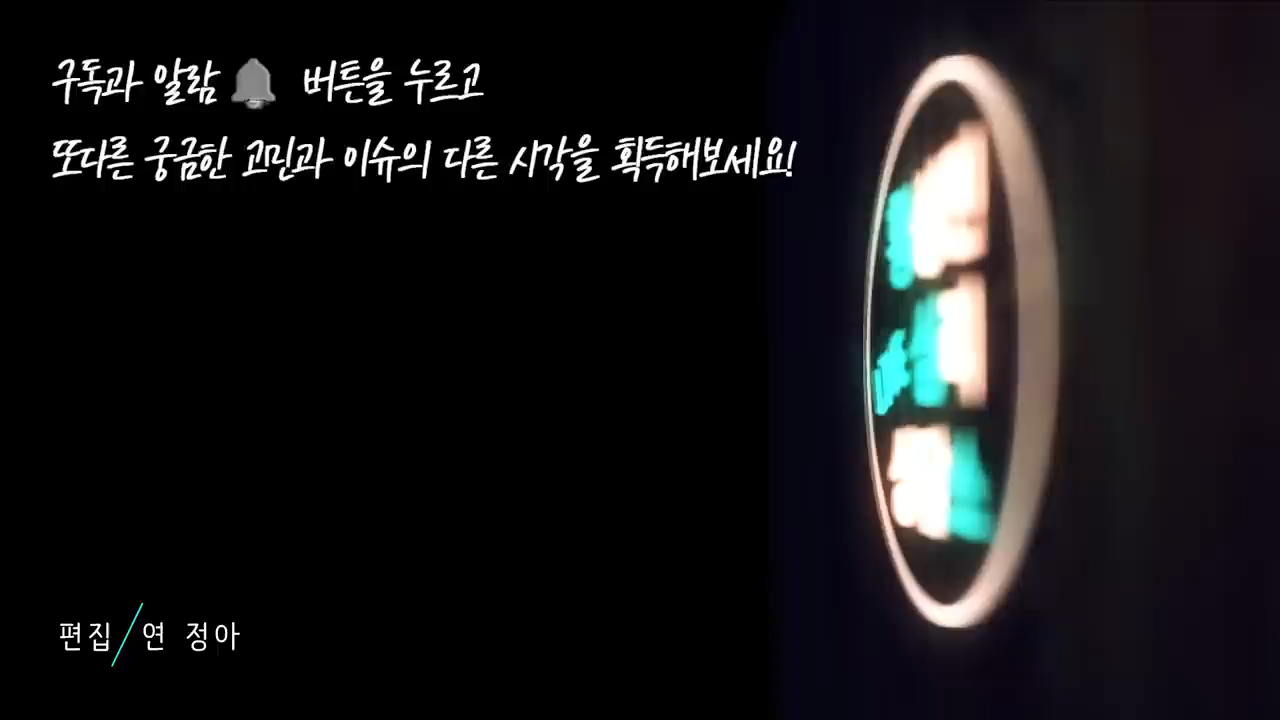 구독과 알람 🔔 버튼을 누르고
또다른 궁금한 고민과 이슈의 다른 시각을 획득해보세요!
편집/연 정아